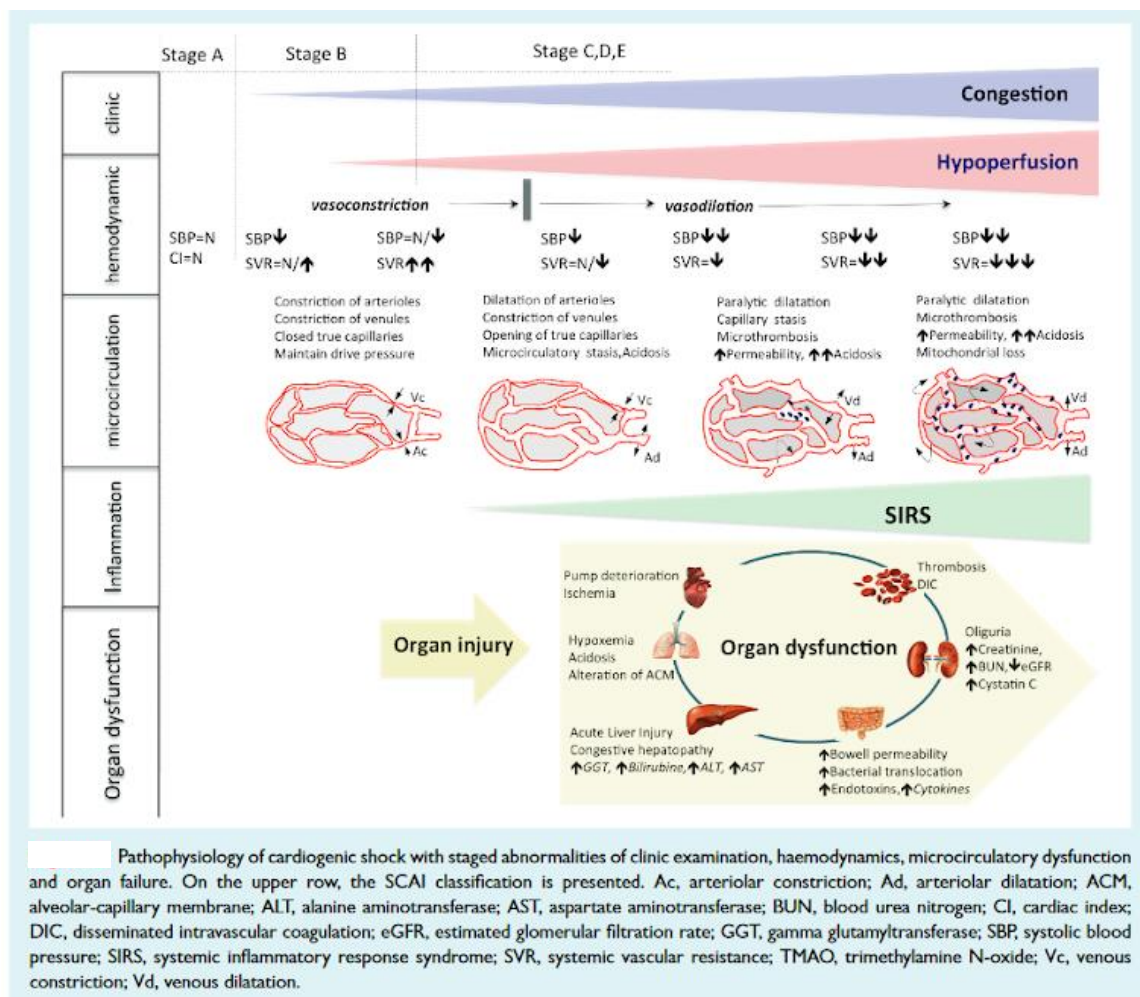 Stage A
Stage B
Stage C,D,E
clinic
Congestion
Hypoperfusion
hemodynamic
vasoconstriction
vasodilation
SBP=N
CI=N
SBP↓
SVR=N/↑
SBP=N/↓
SVR↑↑
SBP↓
SVR=N/↓
SBP↓↓
SVR=↓
SBP↓↓
SVR=↓↓
SBP↓↓
SVR=↓↓↓
microcirculation
Constriction of arterioles
Constriction of venules
Closed true capillaries
Maintain drive pressure
Dilatation of arterioles
Constriction of venules
Opening of true capillaries
Microcirculatory stasis,Acidosis
Paralytic dilatation
Capillary stasis
Microthrombosis
↑Permeability, ↑↑Acidosis
Paralytic dilatation
Microthrombosis
↑Permeability, ↑↑Acidosis
Mitochondrial loss
Vc
Ac
Vc
Ad
Vd
Ad
Vd
Ad
Inflammation
SIRS
Organ dysfunction
Organ injury
Organ dysfunction
Pump deterioration
Ischemia
Thrombosis
DIC
Hypoxemia
Acidosis
Alteration of ACM
Oliguria
↑Creatinine,
↑BUN,↓eGFR
↑Cystatin C
Acute Liver Injury
Congestive hepatopathy
↑GGT, ↑Bilirubine,↑ALT, ↑AST
↑Bowell permeability
↑Bacterial translocation
↑Endotoxins,↑Cytokines
Pathophysiology of cardiogenic shock with staged abnormalities of clinic examination, haemodynamics, microcirculatory dysfunction
and organ failure. On the upper row, the SCAI classification is presented. Ac, arteriolar constriction; Ad, arteriolar dilatation; ACM,
alveolar-capillary membrane; ALT, alanine aminotransferase; AST, aspartate aminotransferase; BUN, blood urea nitrogen; CI, cardiac index;
DIC, disseminated intravascular coagulation; eGFR, estimated glomerular filtration rate; GGT, gamma glutamyltransferase; SBP, systolic blood
pressure; SIRS, systemic inflammatory response syndrome; SVR, systemic vascular resistance; TMAO, trimethylamine N-oxide; Vc, venous
constriction; Vd, venous dilatation.